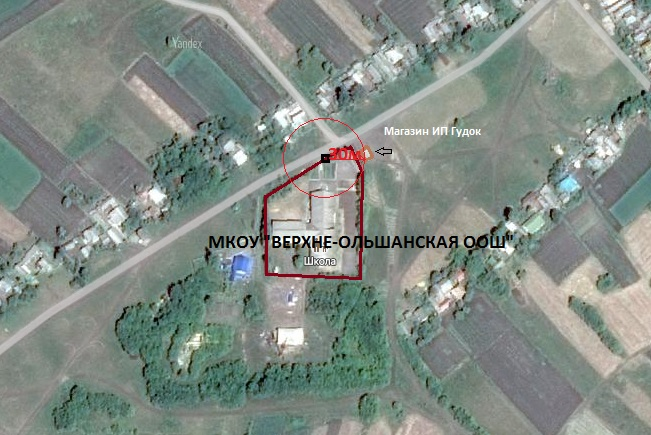 Yandex
Магазин ИП Гудок
30м
МКОУ "ВЕРХНЕ-ОЛЬШАНСКАЯ ООШ"
Школа